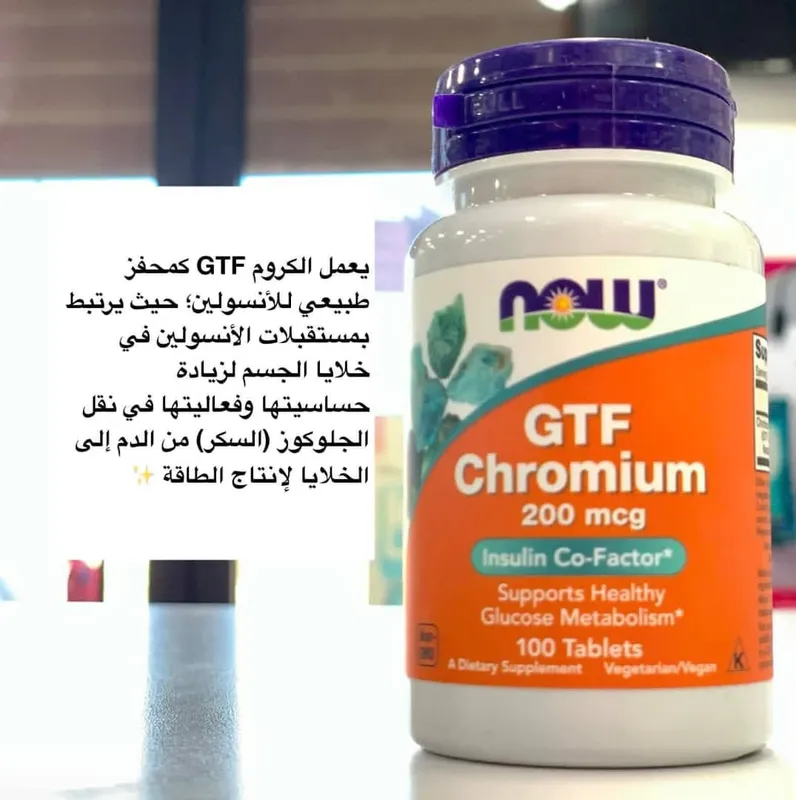 يعمل الكروم GTF كمحفز
طبيعي للأنسولين؛ حيث يرتبط
بمستقبلات الأنسولين في
خلايا الجسم لزيادة
حساسيتها وفعاليتها في نقل
الجلوكوز (السكر) من الدم إلى
الخلايا لإنتاج الطاقة ✨
NOW®
GTF
Chromium
200 mcg
Insulin Co-Factor*
Supports Healthy
Glucose Metabolism*
100 Tablets
A Dietary Supplement Vegetarian/Vegan
K